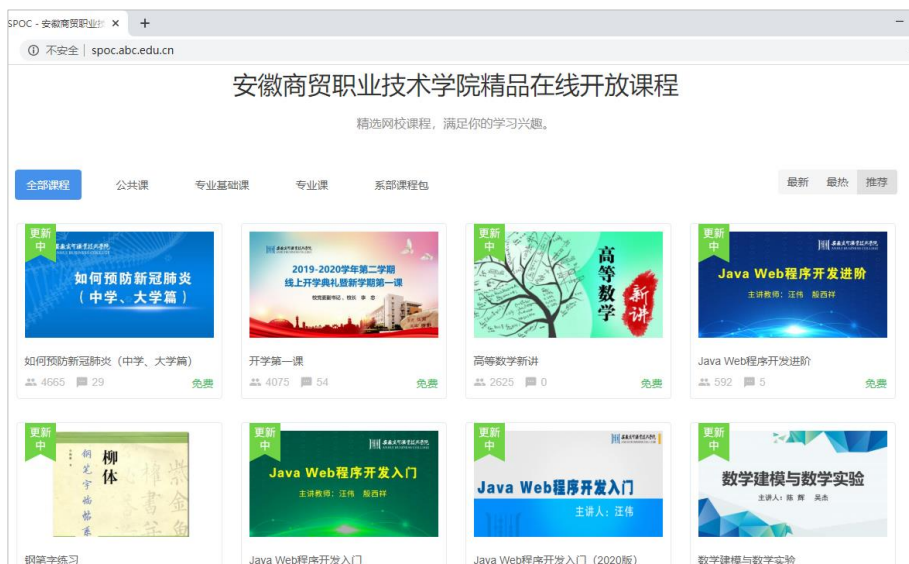 SPOC - 安徽商贸职业技
不安全 | spoc.abc.edu.cn
安徽商贸职业技术学院精品在线开放课程
精选网校课程，满足你的学习兴趣。
全部课程 公共课 专业基础课 专业课 系部课程包
最新 最热 推荐
更新中
如何预防新冠肺炎
（中学、大学篇）
如何预防新冠肺炎（中学、大学篇）
4665 29 免费
2019-2020学年第二学期
线上开学典礼暨新学期第一课
开学第一课
4075 54 免费
更新中
高等数学
新讲
高等数学新讲
2625 0 免费
更新中
Java Web程序开发进阶
主讲教师：汪伟 殷西祥
Java Web程序开发进阶
592 5 免费
更新中
柳体
钢笔字临帖系
钢笔字练习
更新中
Java Web程序开发入门
主讲教师：汪伟 殷西祥
Java Web程序开发入门
更新中
Java Web程序开发入门
主讲人：汪伟
Java Web程序开发入门（2020版）
更新中
数学建模与数学实验
主讲人：陈 辉 吴杰
数学建模与数学实验